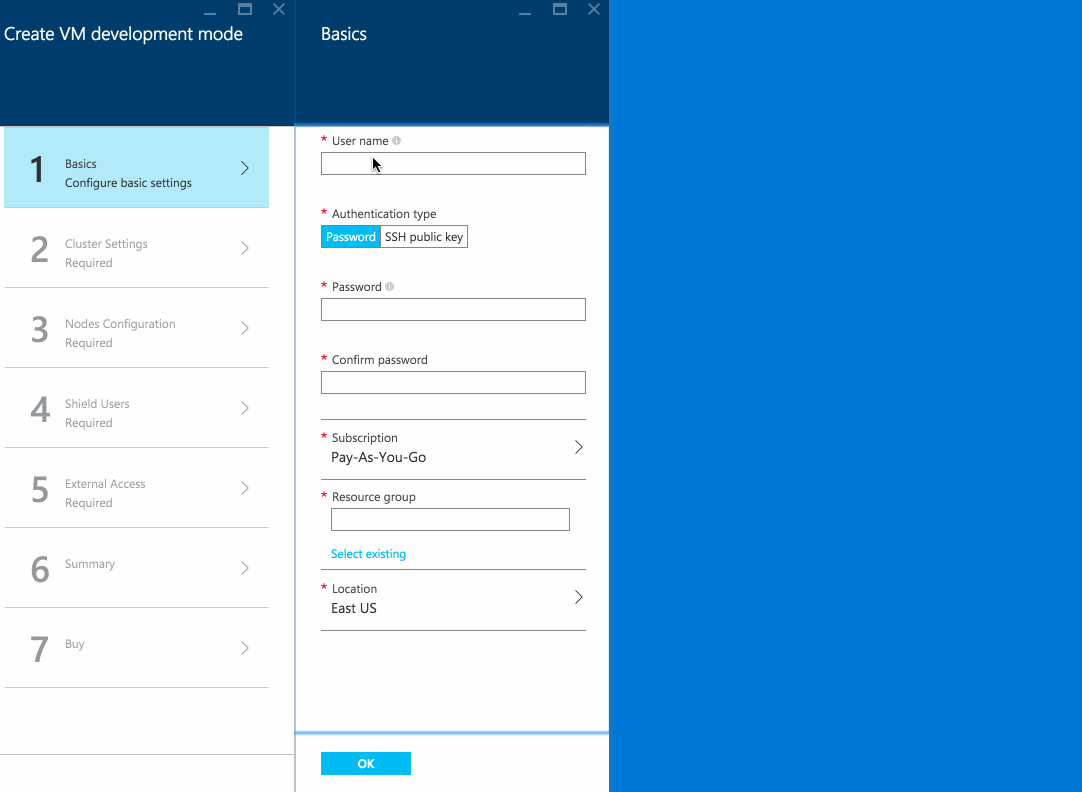 Create VM development mode
1
Basics
Configure basic settings
2
Cluster Settings
Required
3
Nodes Configuration
Required
4
Shield Users
Required
5
External Access
Required
6
Summary
7
Buy
Basics
* User name
* Authentication type
Password SSH public key
* Password
* Confirm password
* Subscription
Pay-As-You-Go
* Resource group
Select existing
* Location
East US
OK